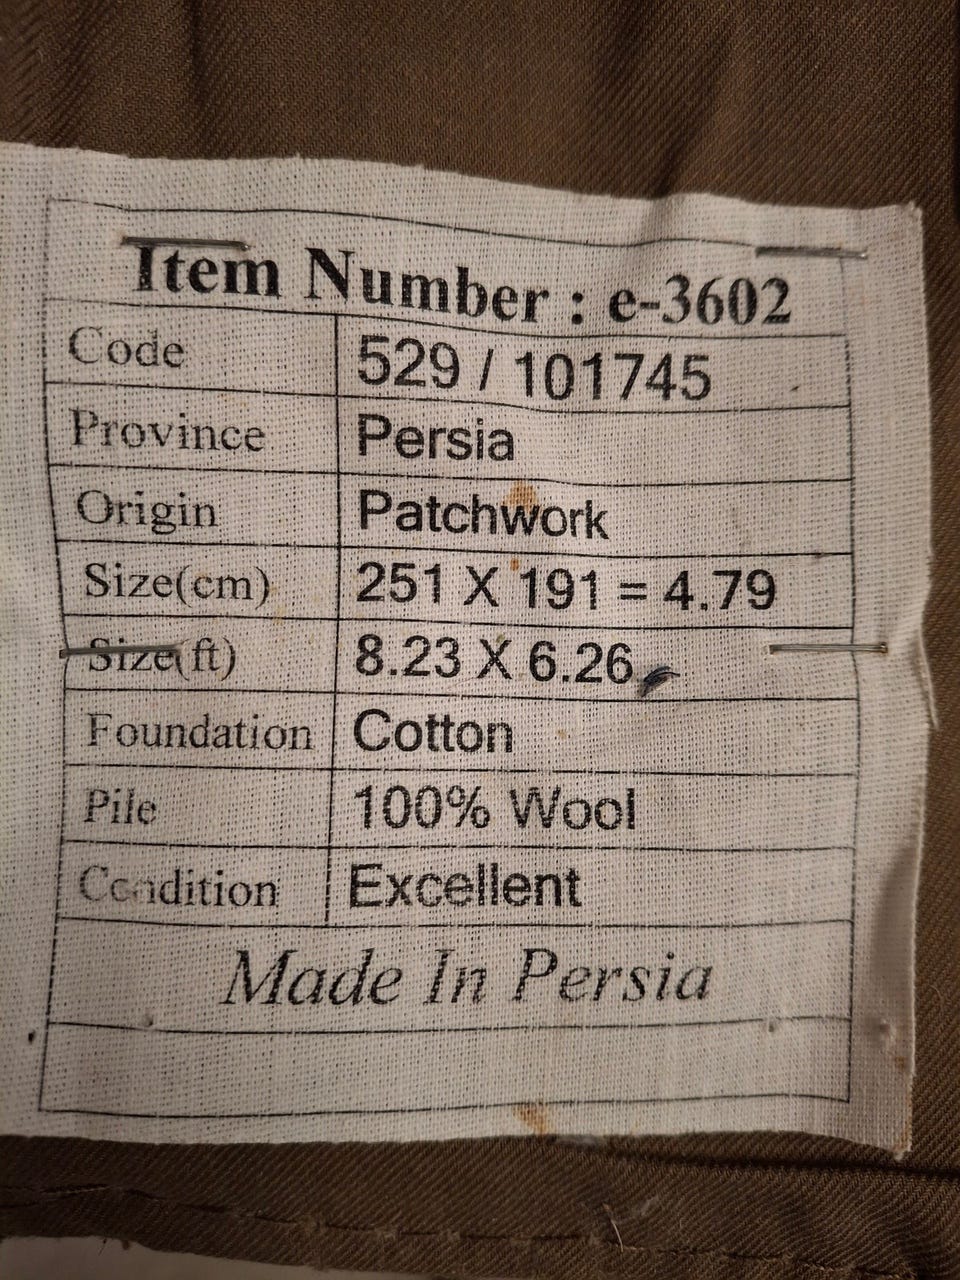 Item Number : e-3602
Code 529 / 101745
Province Persia
Origin Patchwork
Size(cm) 251 X 191 = 4.79
Size(ft) 8.23 X 6.26
Foundation Cotton
Pile 100% Wool
Condition Excellent
Made In Persia